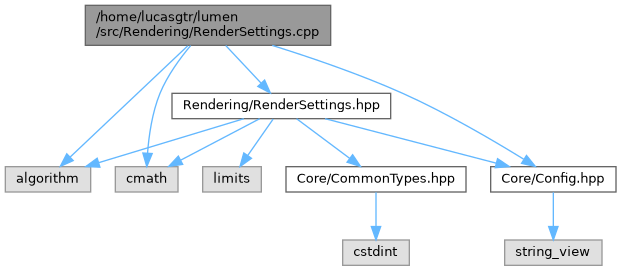 /home/lucasgtr/lumen
/src/Rendering/RenderSettings.cpp
Rendering/RenderSettings.hpp
algorithm
cmath
limits
Core/CommonTypes.hpp
Core/Config.hpp
cstdint
string_view